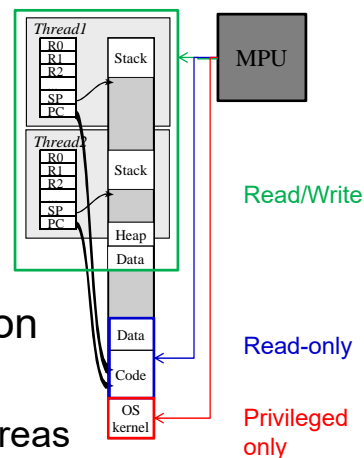 Thread1
R0
R1
R2
SP
PC
Stack
MPU
Thread2
R0
R1
R2
SP
PC
Stack
Read/Write
Heap
Data
on
Data
Read-only
Code
reas
OS
kernel
Privileged
only